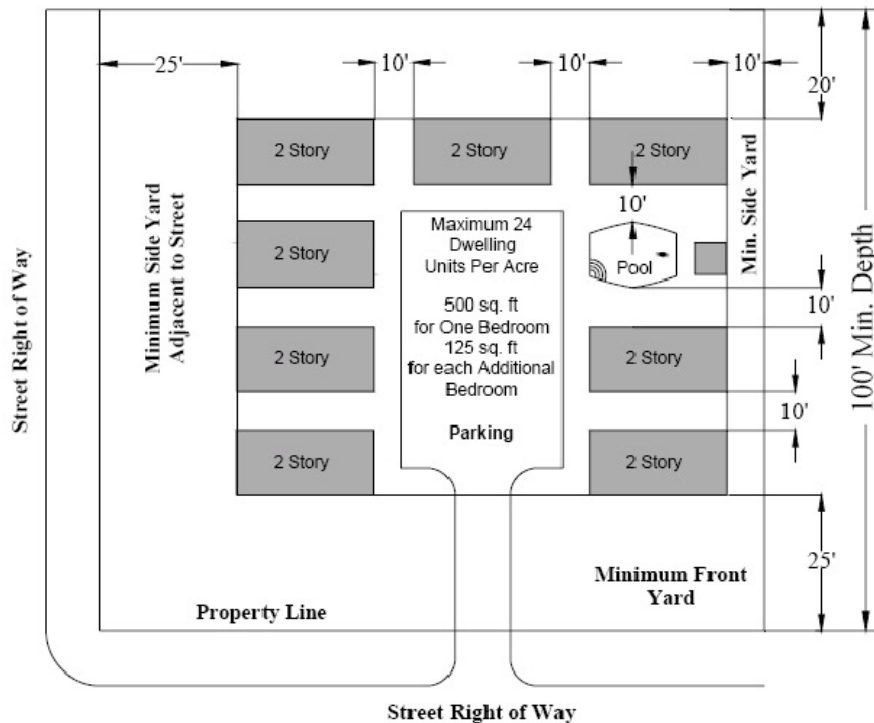 25'
10'
10'
10'
20'
2 Story
2 Story
2 Story
10'
Street Right of Way
Minimum Side Yard
Adjacent to Street
2 Story
Maximum 24
Dwelling
Units Per Acre
500 sq. ft
for One Bedroom
125 sq. ft
for each Additional
Bedroom
Parking
Pool
Min. Side Yard
10'
100' Min. Depth
2 Story
2 Story
10'
2 Story
2 Story
25'
Minimum Front
Yard
Property Line
Street Right of Way